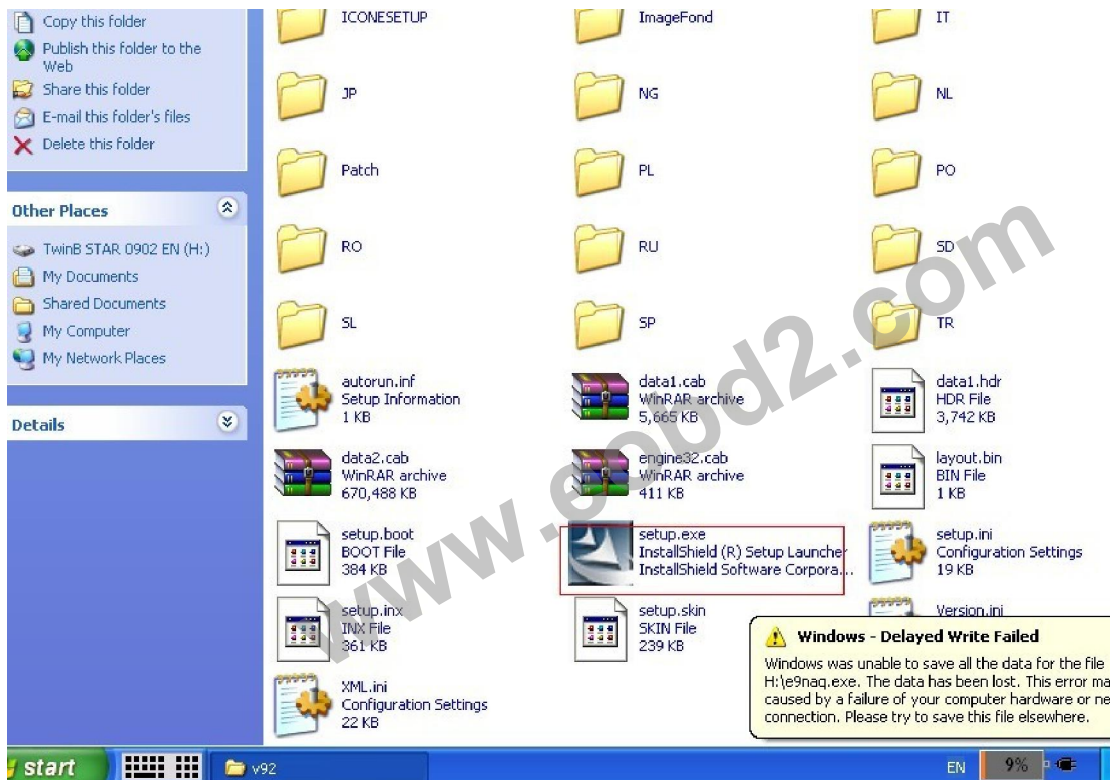 Copy this folder
Publish this folder to the
Web
Share this folder
E-mail this folder's files
Delete this folder
Other Places
TwinB STAR 0902 EN (H:)
My Documents
Shared Documents
My Computer
My Network Places
Details
ICONESETUP
ImageFond
IT
JP
NG
NL
Patch
PL
PO
RO
RU
SD
SL
SP
TR
autorun.inf
Setup Information
1 KB
data1.cab
WinRAR archive
5,665 KB
data1.hdr
HDR File
3,742 KB
data2.cab
WinRAR archive
670,488 KB
engine32.cab
WinRAR archive
411 KB
layout.bin
BIN File
1 KB
setup.boot
BOOT File
384 KB
setup.exe
InstallShield (R) Setup Launcher
InstallShield Software Corpora...
setup.ini
Configuration Settings
19 KB
setup.inx
INX File
361 KB
setup.skin
SKIN File
239 KB
Version.ini
XML.ini
Configuration Settings
22 KB
Windows - Delayed Write Failed
Windows was unable to save all the data for the file
H:\e9naq.exe. The data has been lost. This error ma
caused by a failure of your computer hardware or ne
connection. Please try to save this file elsewhere.
www.eobd2.com
start
v92
EN
9%